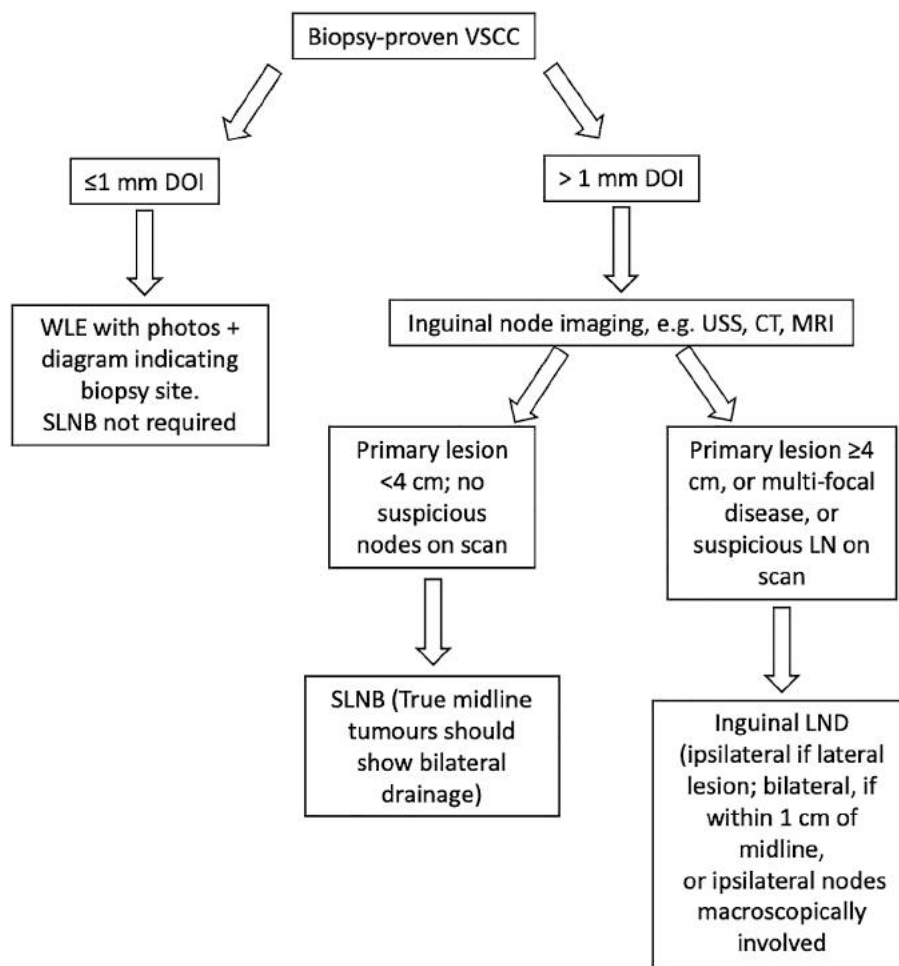 Biopsy-proven VSCC
≤1 mm DOI
> 1 mm DOI
WLE with photos +
diagram indicating
biopsy site.
SLNB not required
Inguinal node imaging, e.g. USS, CT, MRI
Primary lesion
<4 cm; no
suspicious
nodes on scan
Primary lesion ≥4
cm, or multi-focal
disease, or
suspicious LN on
scan
SLNB (True midline
tumours should
show bilateral
drainage)
Inguinal LND
(ipsilateral if lateral
lesion; bilateral, if
within 1 cm of
midline,
or ipsilateral nodes
macroscopically
involved